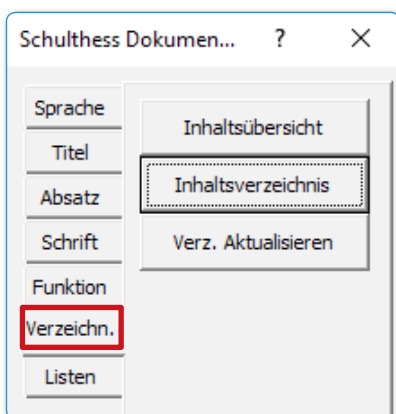 Schulthess Dokumen... ? ×
Sprache
Titel
Absatz
Schrift
Funktion
Verzeichn.
Listen
Inhaltsübersicht
Inhaltsverzeichnis
Verz. Aktualisieren